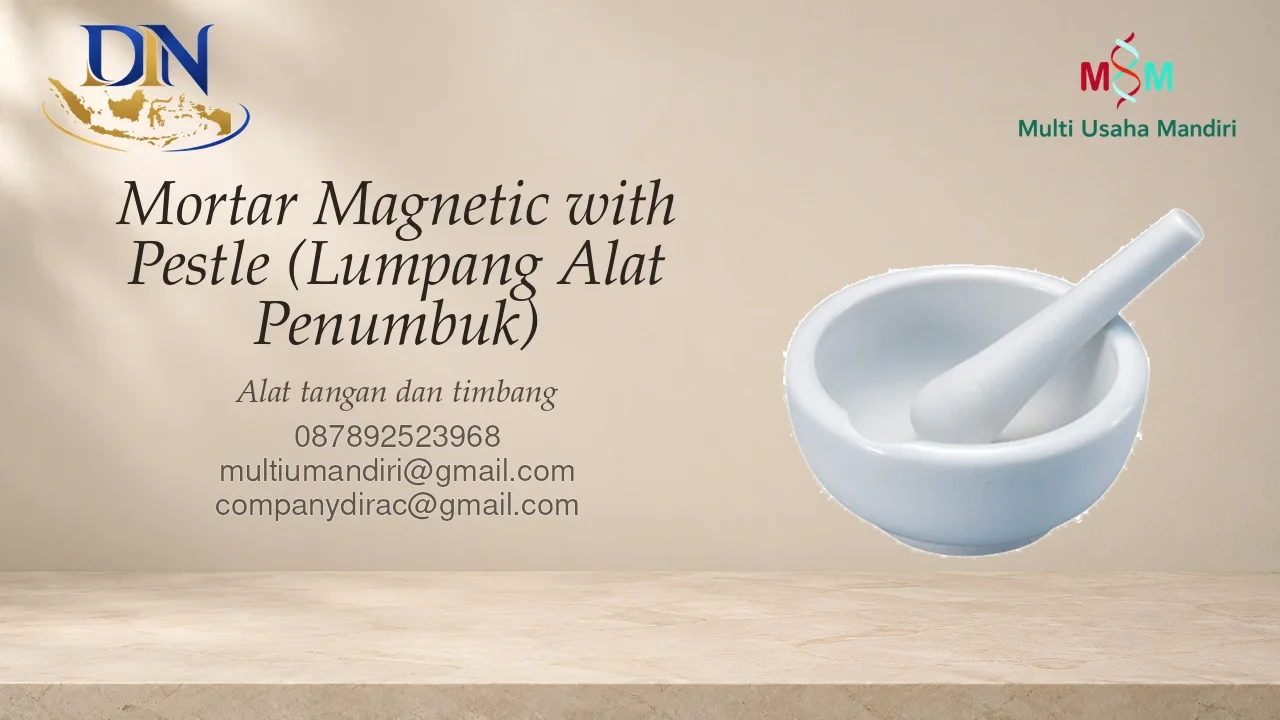 DN
M M
Multi Usaha Mandiri
Mortar Magnetic with
Pestle (Lumpang Alat
Penumbuk)
Alat tangan dan timbang
087892523968
multiumandiri@gmail.com
companydirac@gmail.com